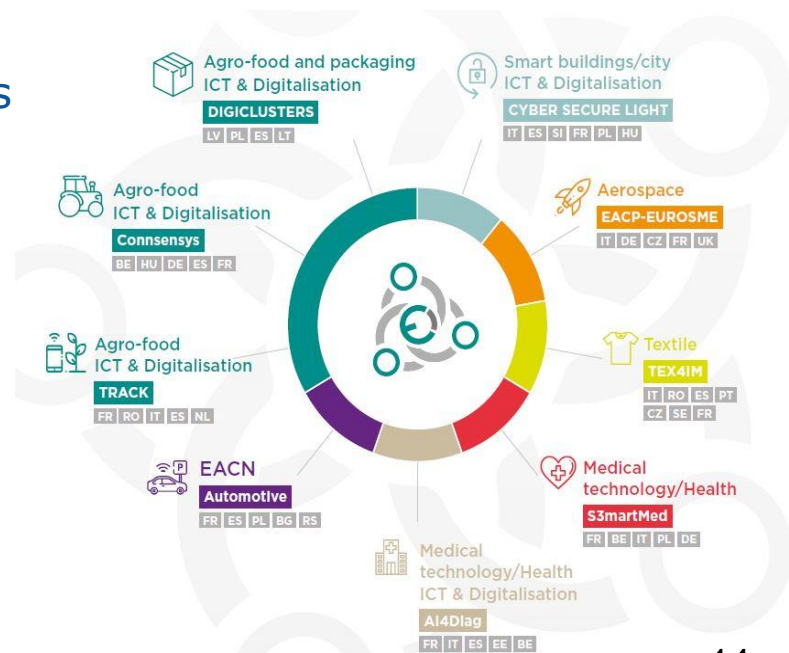 s
Agro-food and packaging
ICT & Digitalisation
DIGICLUSTERS
LV PL ES LT
Smart buildings/city
ICT & Digitalisation
CYBER SECURE LIGHT
IT ES SI FR PL HU
Agro-food
ICT & Digitalisation
Connsensys
BE HU DE ES FR
Aerospace
EACP-EUROSME
IT DE CZ FR UK
Agro-food
ICT & Digitalisation
TRACK
FR RO IT ES NL
Textile
TEX4IM
IT RO ES PT
CZ SE FR
P
EACN
Automotive
FR ES PL BG RS
Medical
technology/Health
S3martMed
FR BE IT PL DE
Medical
technology/Health
ICT & Digitalisation
AI4Diag
FR IT ES EE BE